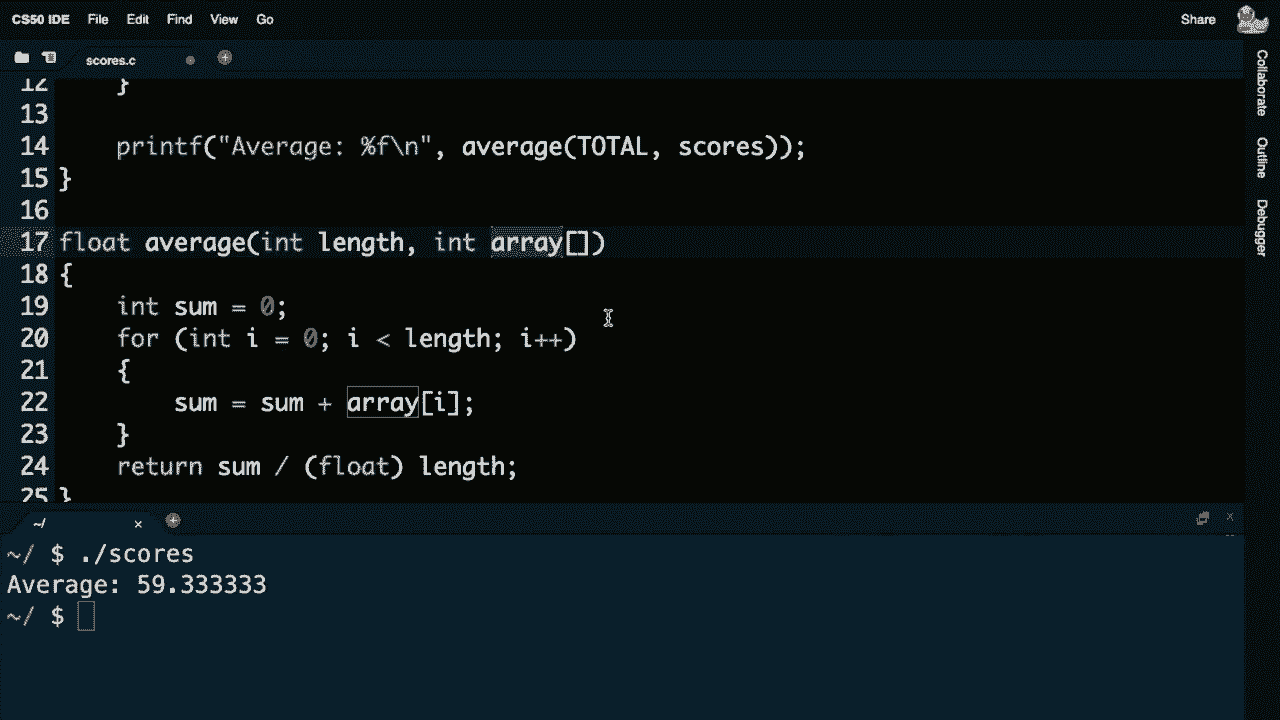 CS50 IDE File Edit Find View Go Share
scores.c
12     }
13
14     printf("Average: %f\n", average(TOTAL, scores));
15 }
16
17 float average(int length, int array[])
18 {
19     int sum = 0;
20     for (int i = 0; i < length; i++)
21     {
22         sum = sum + array[i];
23     }
24     return sum / (float) length;
25 }
Collaborate
Outline
Debugger
~/ ×
~/ $ ./scores
Average: 59.333333
~/ $